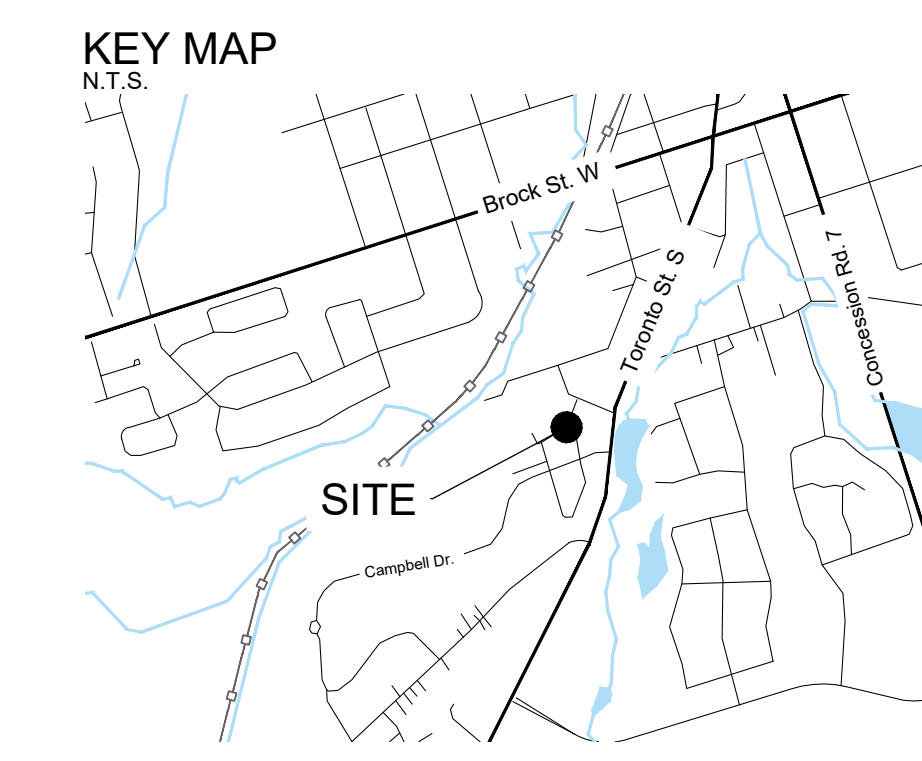 KEY MAP
N.T.S.
Brock St. W
Toronto St. S
Concession Rd. 7
SITE
Campbell Dr.